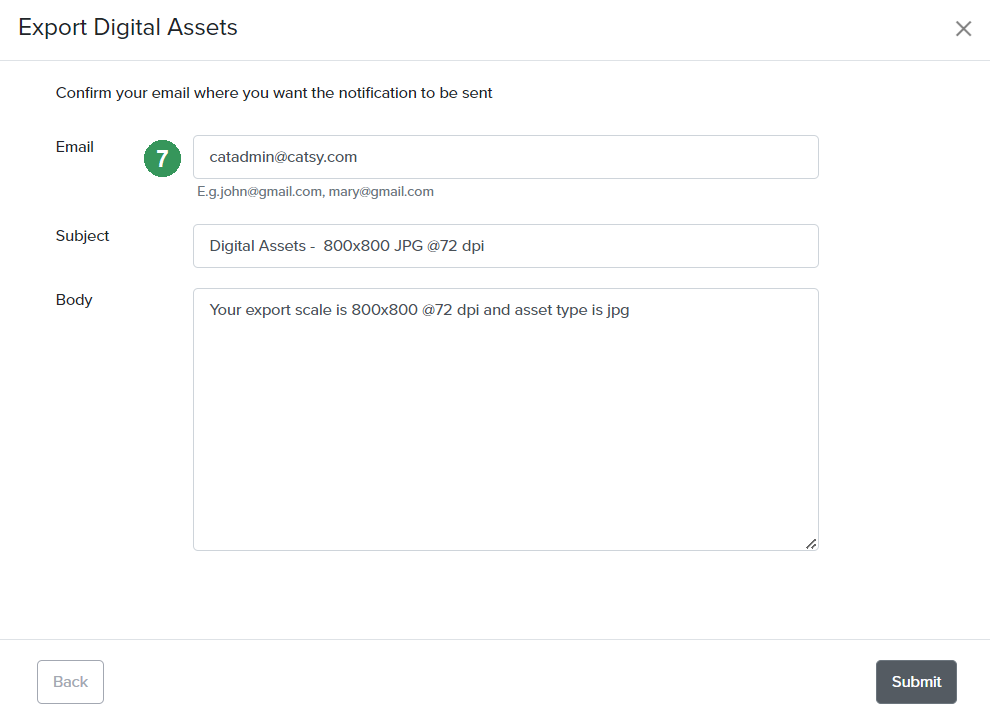 Export Digital Assets
Confirm your email where you want the notification to be sent
Email
7
catadmin@catsy.com
E.g.john@gmail.com, mary@gmail.com
Subject
Digital Assets -  800x800 JPG @72 dpi
Body
Your export scale is 800x800 @72 dpi and asset type is jpg
Back
Submit